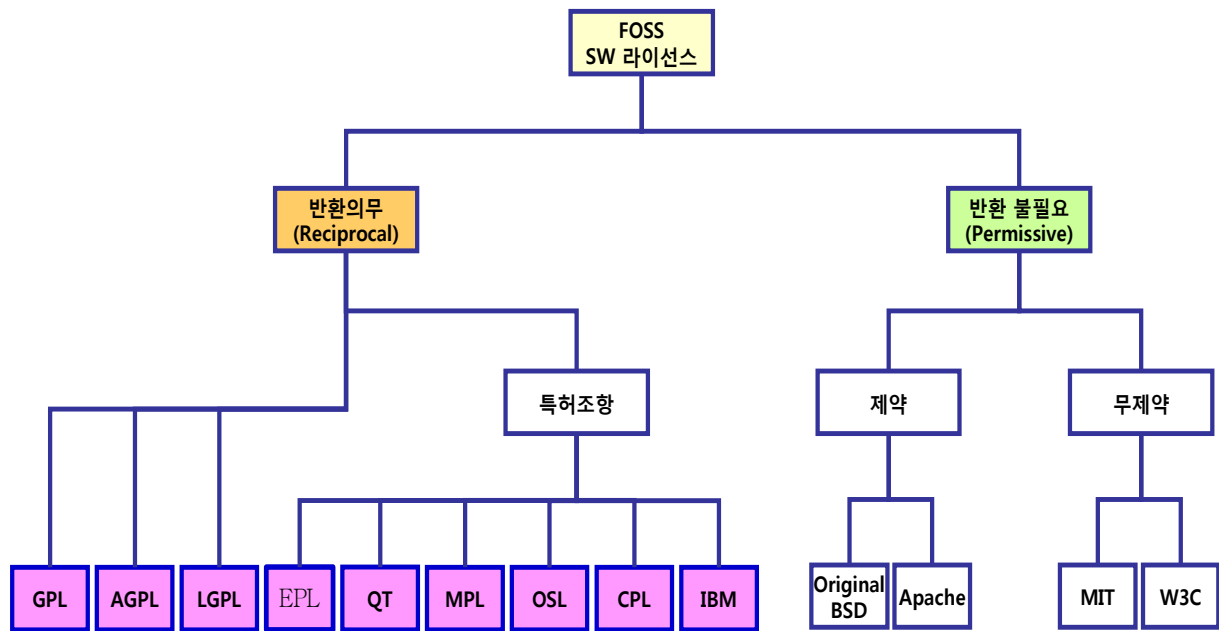 FOSS
SW 라이선스
반환의무
(Reciprocal)
반환 불필요
(Permissive)
특허조항
제약
무제약
GPL
AGPL
LGPL
EPL
QT
MPL
OSL
CPL
IBM
Original
BSD
Apache
MIT
W3C